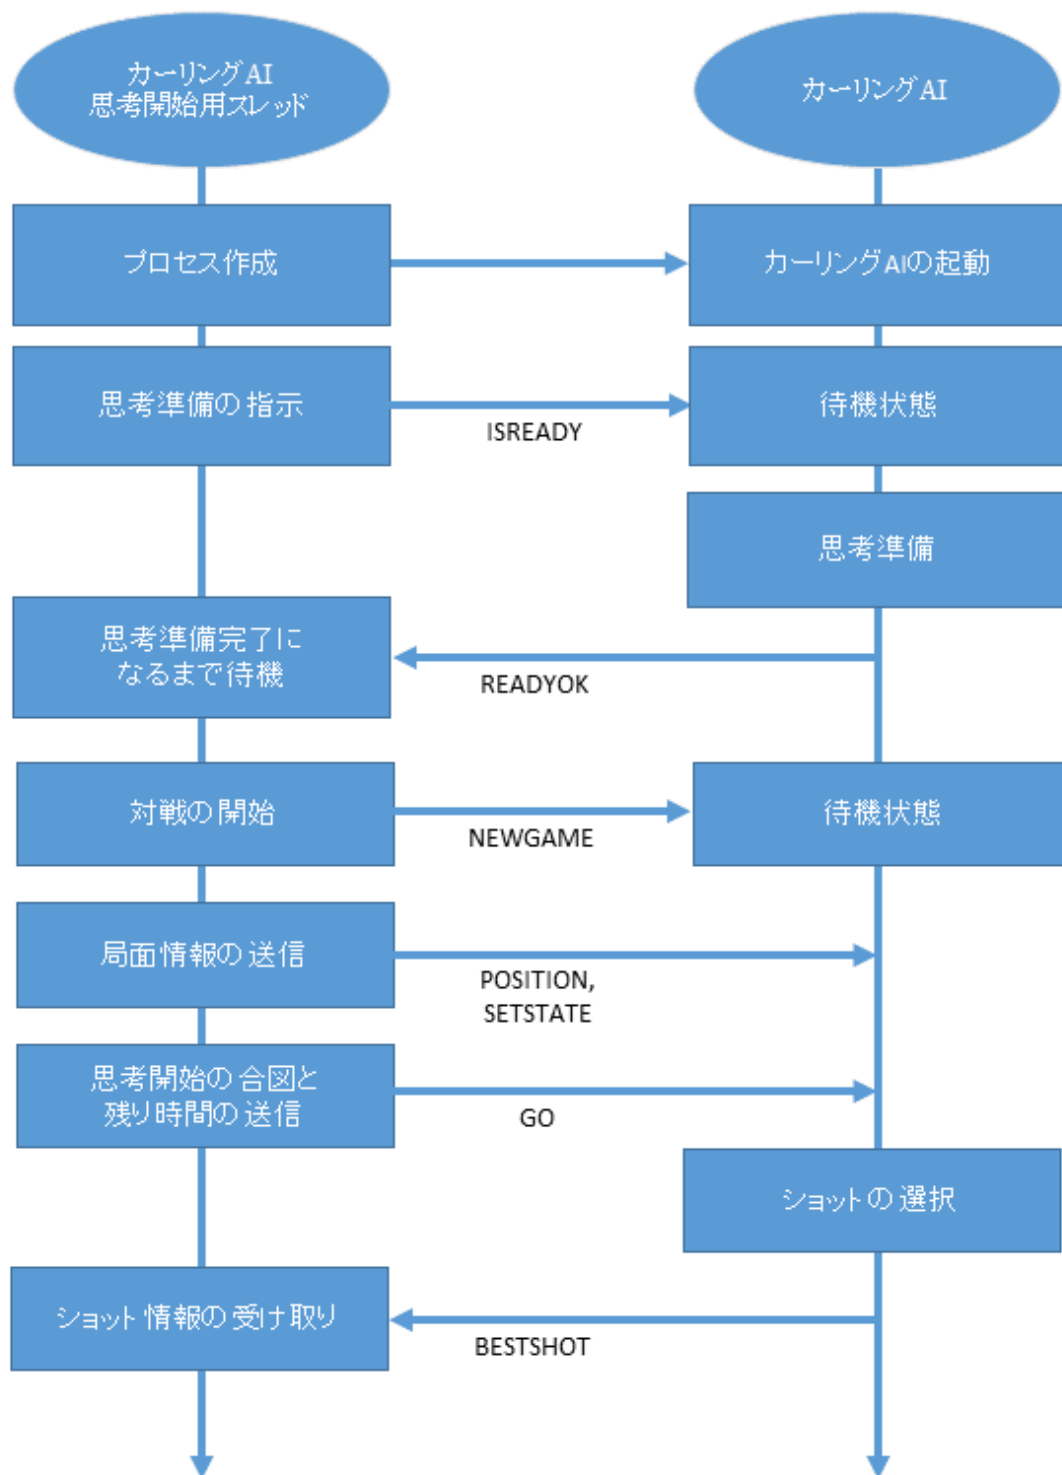 カーリングAI
思考開始用スレッド
カーリングAI
プロセス作成
カーリングAIの起動
思考準備の指示
ISREADY
待機状態
思考準備
思考準備完了に
なるまで待機
READYOK
対戦の開始
NEWGAME
待機状態
局面情報の送信
POSITION,
SETSTATE
思考開始の合図と
残り時間の送信
GO
ショットの選択
ショット情報の受け取り
BESTSHOT